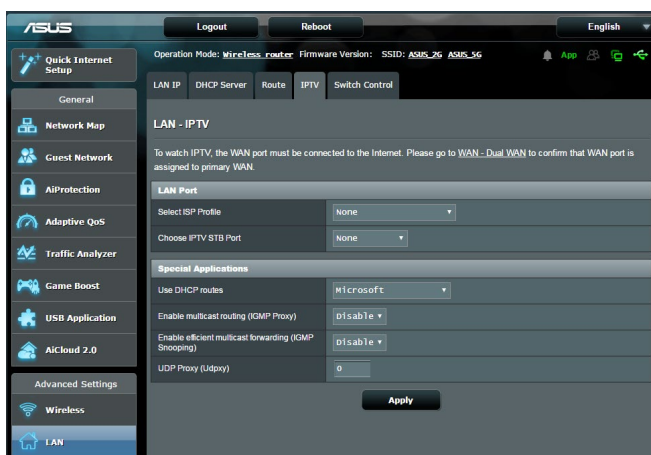 ASUS
Logout
Reboot
English
Quick Internet
Setup
Operation Mode: Wireless router Firmware Version: SSID: ASUS_2G ASUS_5G
App
General
Network Map
Guest Network
AiProtection
Adaptive QoS
Traffic Analyzer
Game Boost
USB Application
AiCloud 2.0
Advanced Settings
Wireless
LAN
LAN IP
DHCP Server
Route
IPTV
Switch Control
LAN - IPTV
To watch IPTV, the WAN port must be connected to the Internet. Please go to WAN - Dual WAN to confirm that WAN port is
assigned to primary WAN.
LAN Port
Select ISP Profile
None
Choose IPTV STB Port
None
Special Applications
Use DHCP routes
Microsoft
Enable multicast routing (IGMP Proxy)
Disable
Enable efficient multicast forwarding (IGMP
Snooping)
Disable
UDP Proxy (Udpxy)
0
Apply